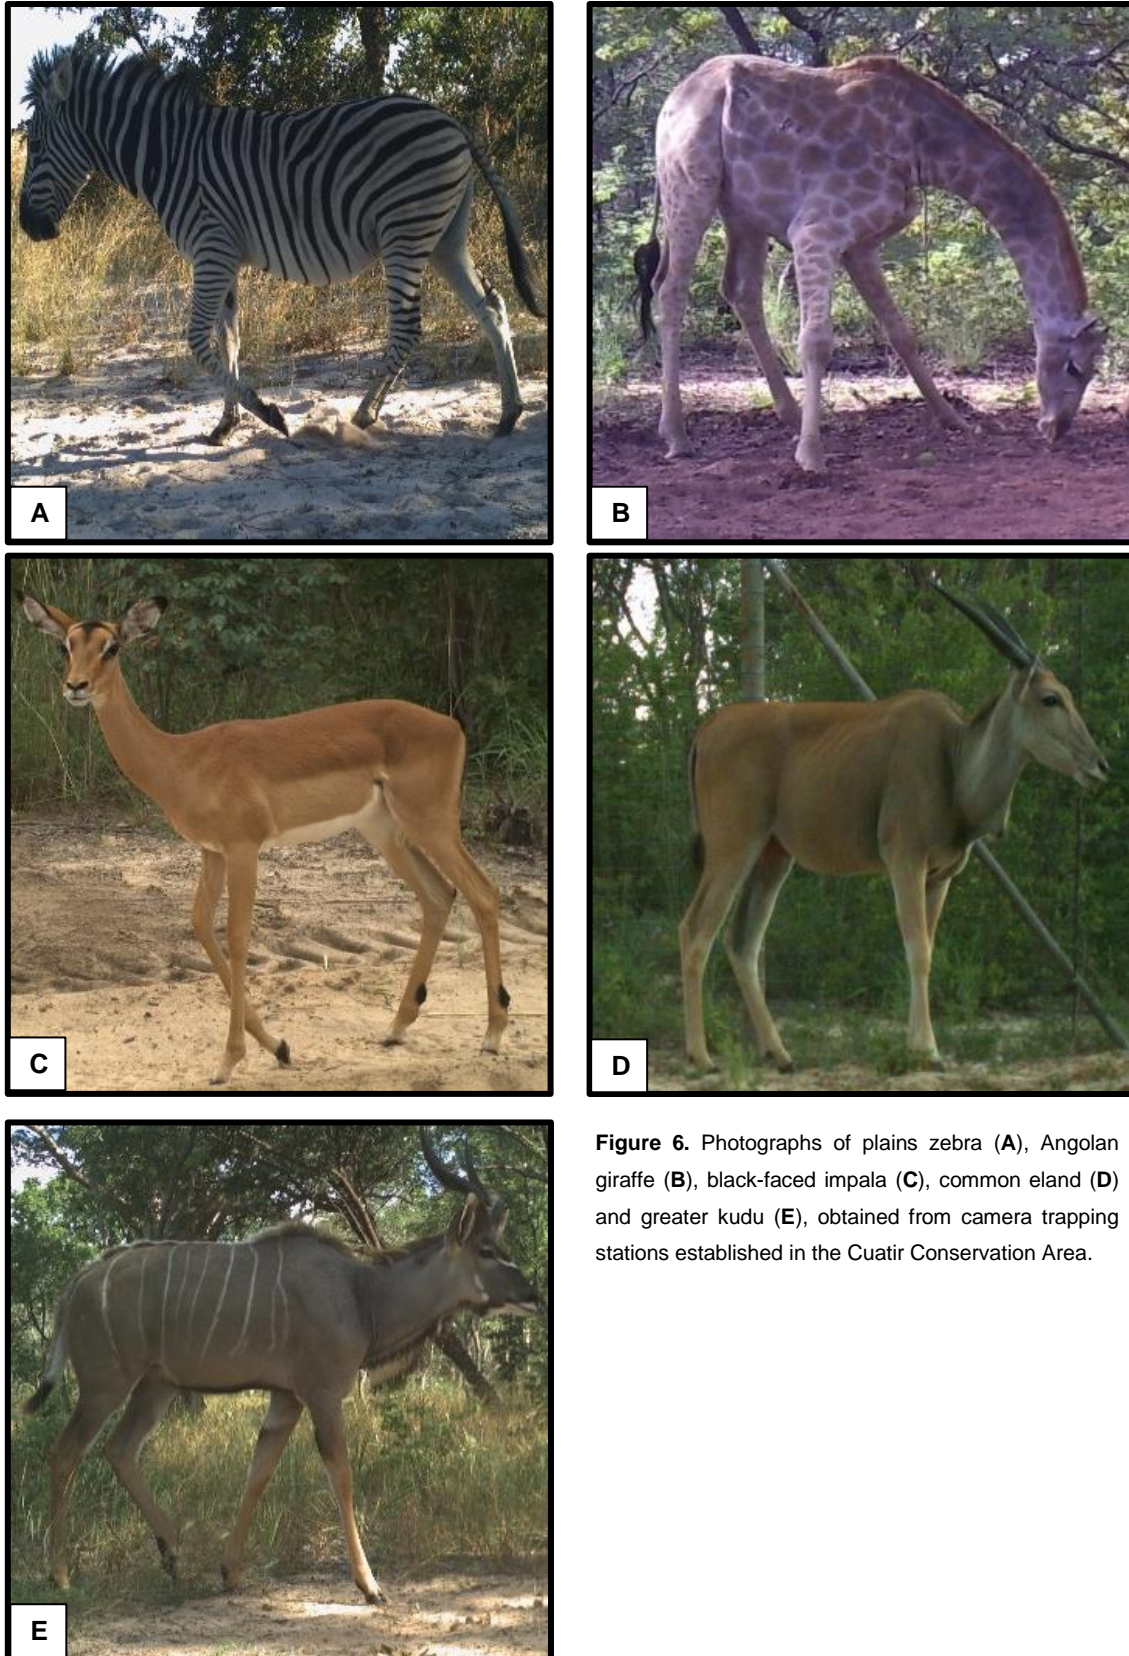 A
B
C
D
Figure 6. Photographs of plains zebra (A), Angolan
giraffe (B), black-faced impala (C), common eland (D)
and greater kudu (E), obtained from camera trapping
stations established in the Cuatir Conservation Area.
E